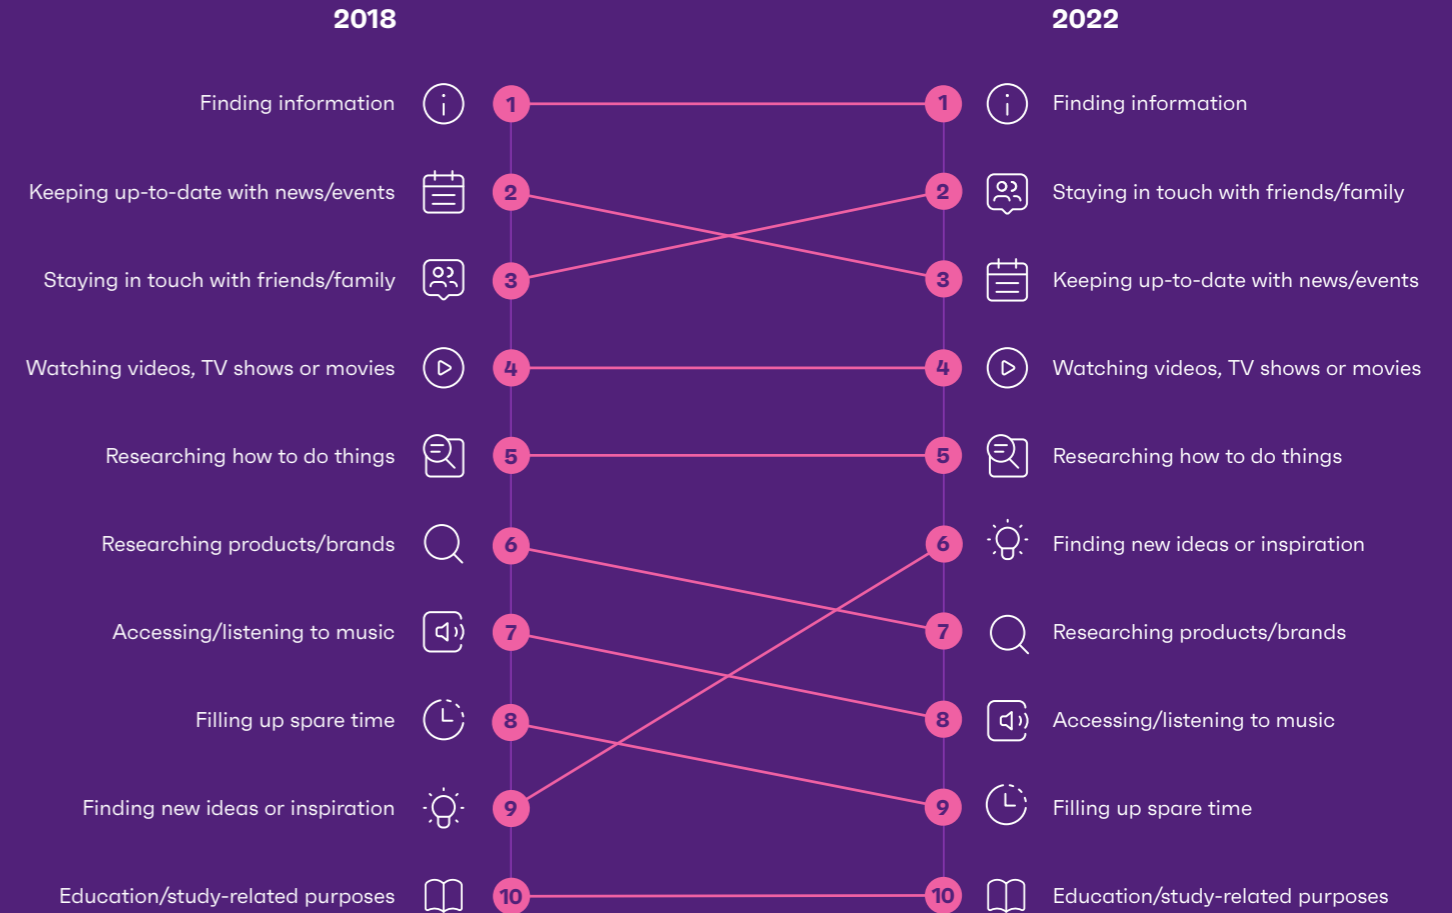 2018 2022
Finding information 1 1 Finding information
Keeping up-to-date with news/events 2 2 Staying in touch with friends/family
Staying in touch with friends/family 3 3 Keeping up-to-date with news/events
Watching videos, TV shows or movies 4 4 Watching videos, TV shows or movies
Researching how to do things 5 5 Researching how to do things
Researching products/brands 6 6 Finding new ideas or inspiration
Accessing/listening to music 7 7 Researching products/brands
Filling up spare time 8 8 Accessing/listening to music
Finding new ideas or inspiration 9 9 Filling up spare time
Education/study-related purposes 10 10 Education/study-related purposes